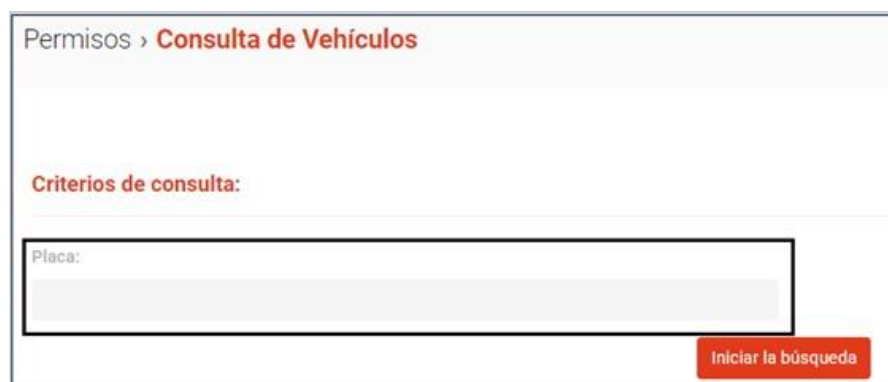 Permisos › Consulta de Vehículos
Criterios de consulta:
Placa:
Iniciar la búsqueda